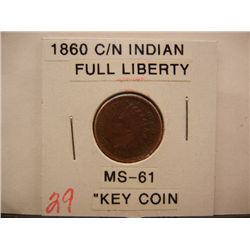 1860 C/N INDIAN
FULL LIBERTY
MS-61
"KEY COIN
29